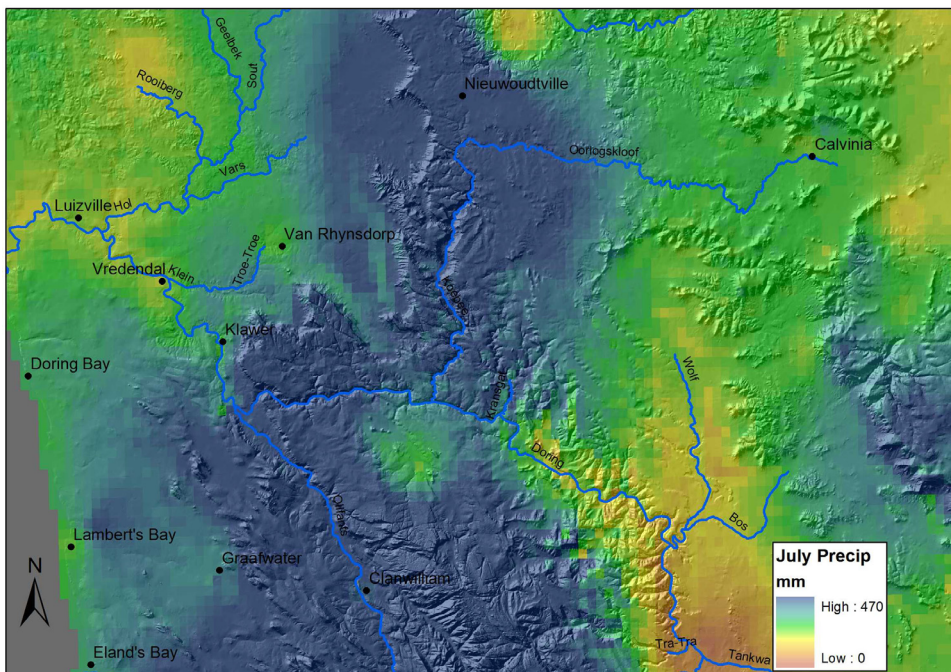 Geelbek
Sout
Rooiberg
Nieuwoudtville
Oorlogskloof
Calvinia
Vars
Luizville
Hol
Van Rhynsdorp
Troe-Troe
Vredendal
Klein
Klawer
Doring Bay
Wolf
Kransgat
Doring
Olifants
Bos
Lambert's Bay
Graafwater
Clanwilliam
N
Eland's Bay
Tra-Tra
Tankwa
July Precip
mm
High : 470
Low : 0